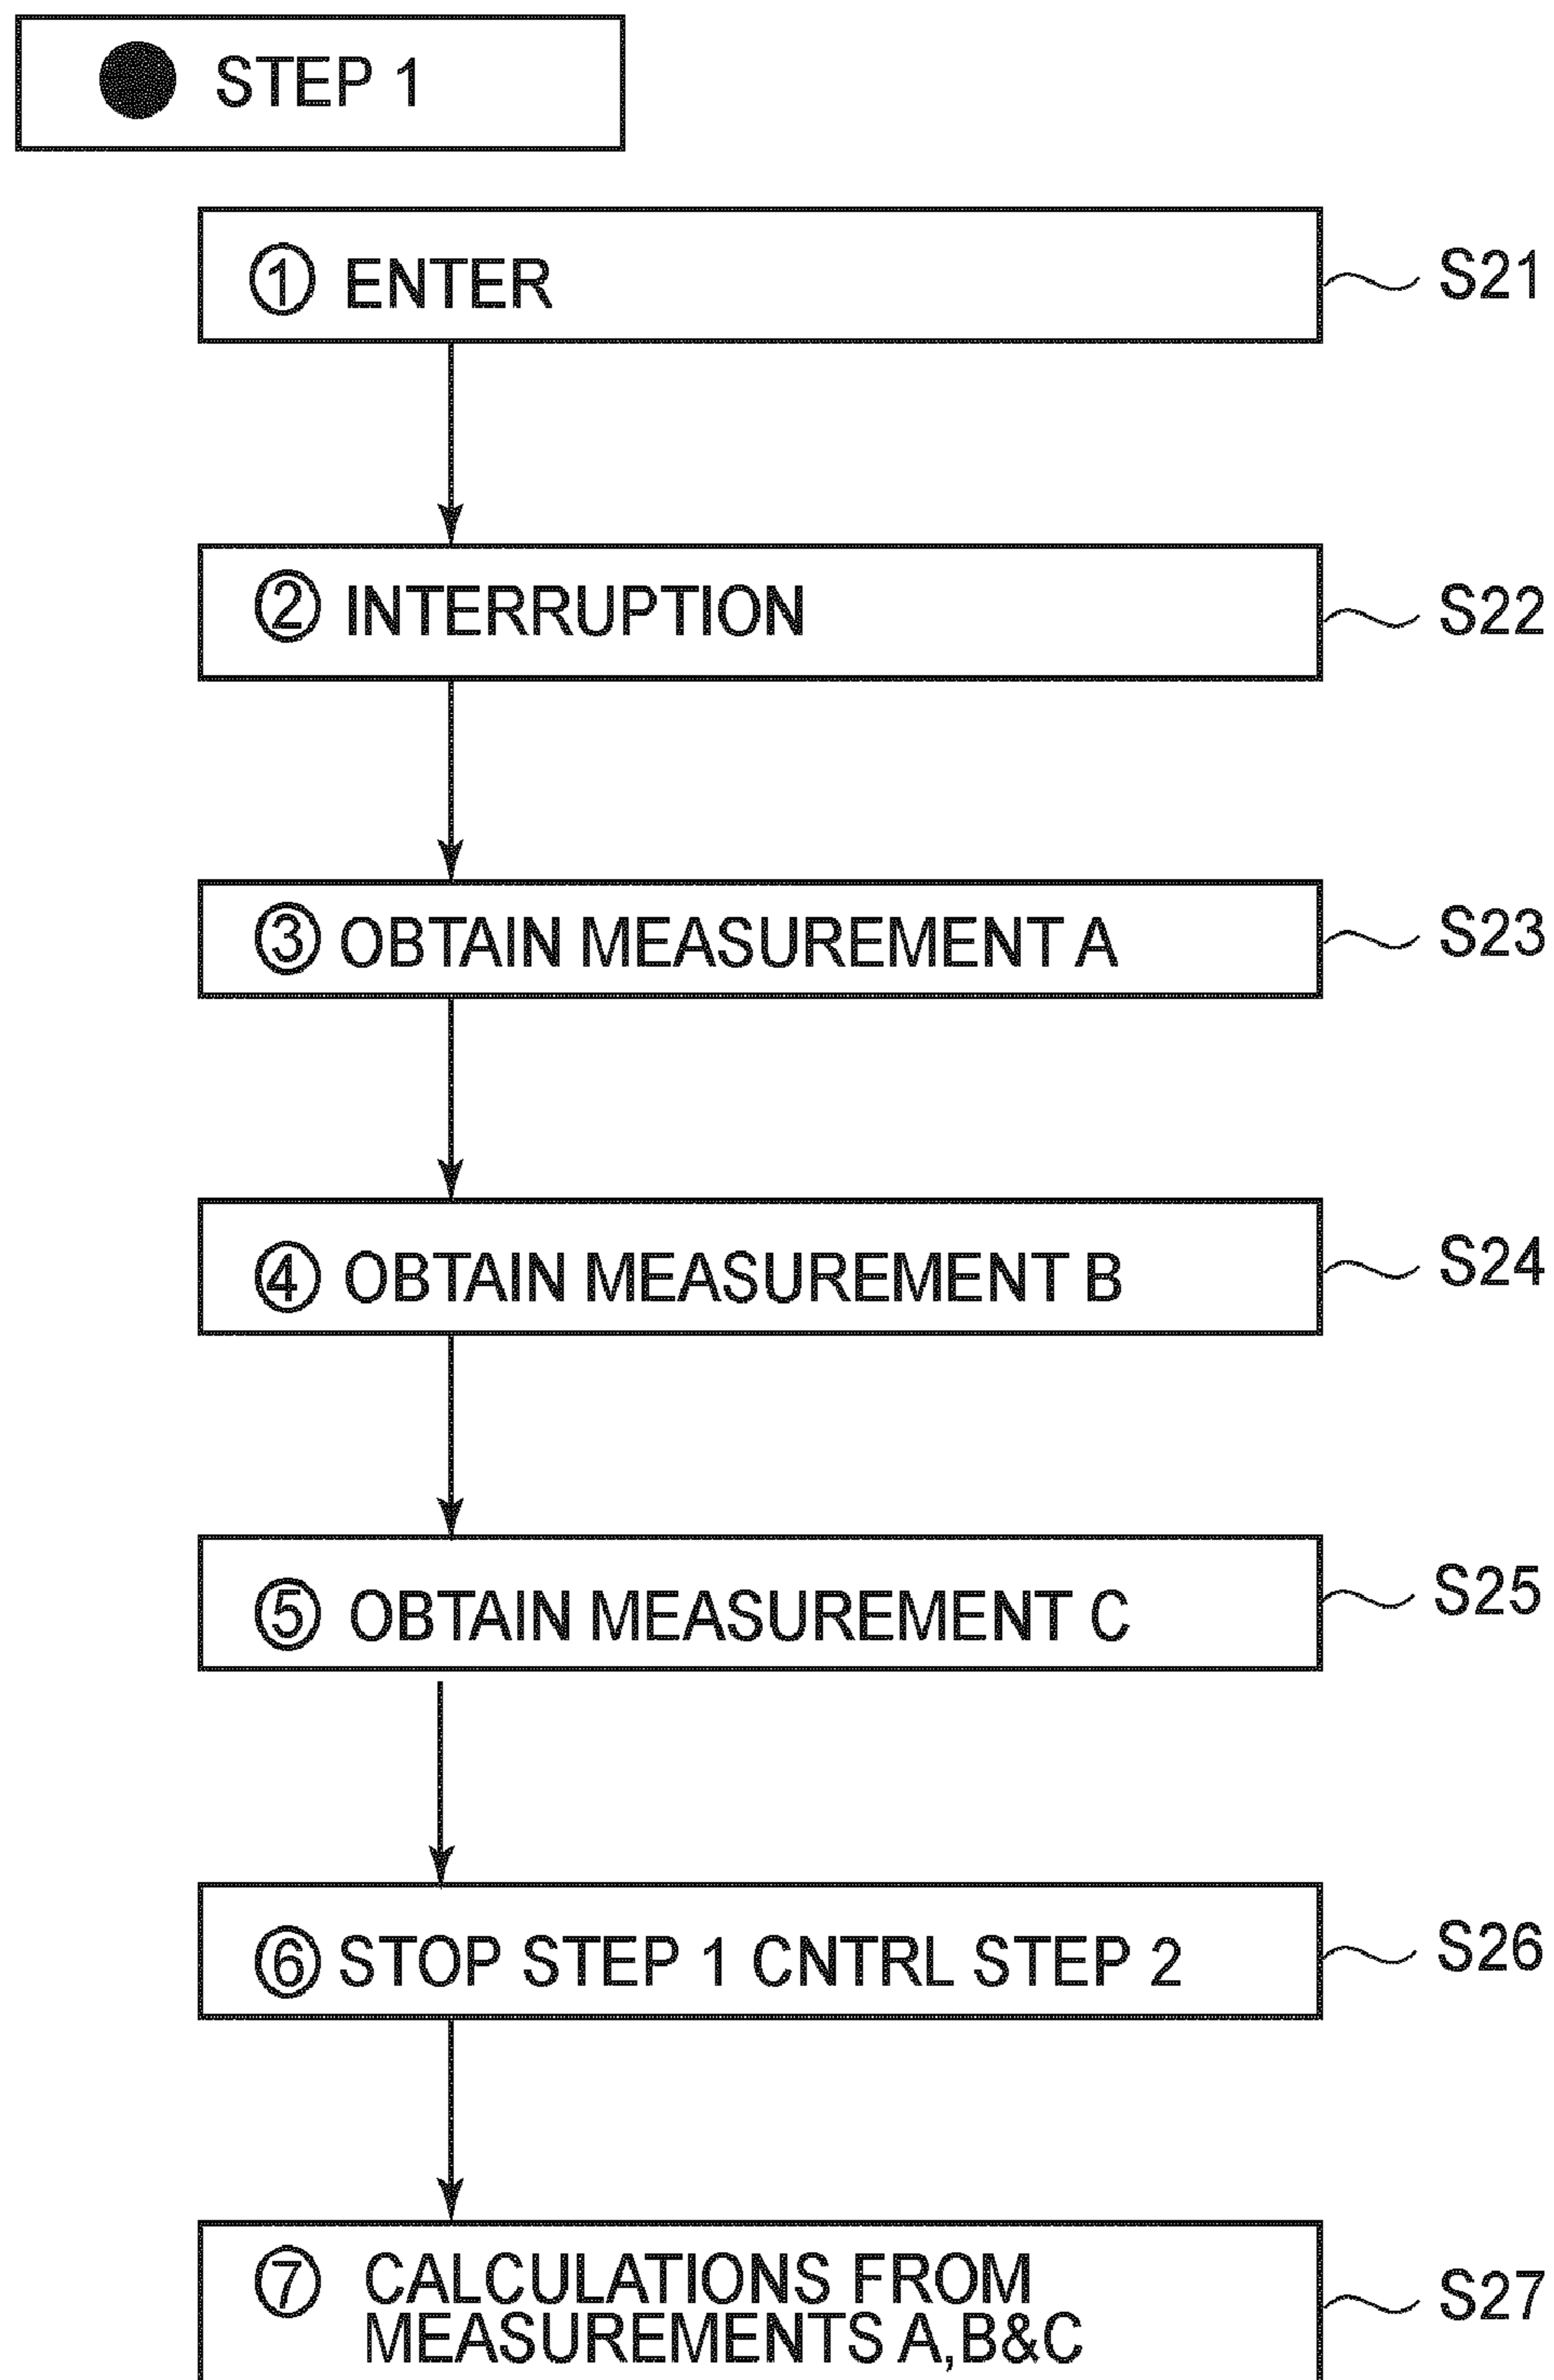 ● STEP 1
① ENTER
S21
② INTERRUPTION
S22
③ OBTAIN MEASUREMENT A
S23
④ OBTAIN MEASUREMENT B
S24
⑤ OBTAIN MEASUREMENT C
S25
⑥ STOP STEP 1 CNTRL STEP 2
S26
⑦ CALCULATIONS FROM
MEASUREMENTS A,B&C
S27